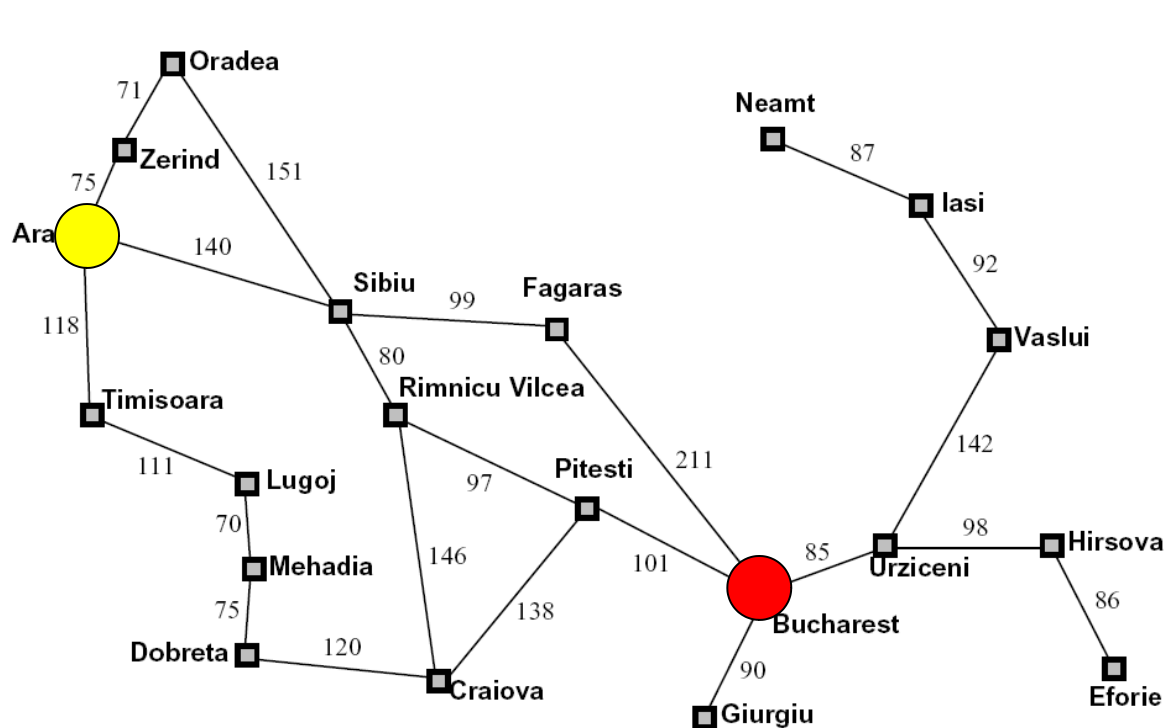 Oradea
71
Neamt
87
Zerind
151
75
Iasi
Ara
140
92
Sibiu
Fagaras
99
118
Vaslui
80
Rimnicu Vilcea
Timisoara
142
111
Pitesti
211
Lugoj
97
70
98
Hirsova
146
101
85
Urziceni
Mehadia
75
138
86
Bucharest
Dobreta
120
90
Craiova
Eforie
Giurgiu